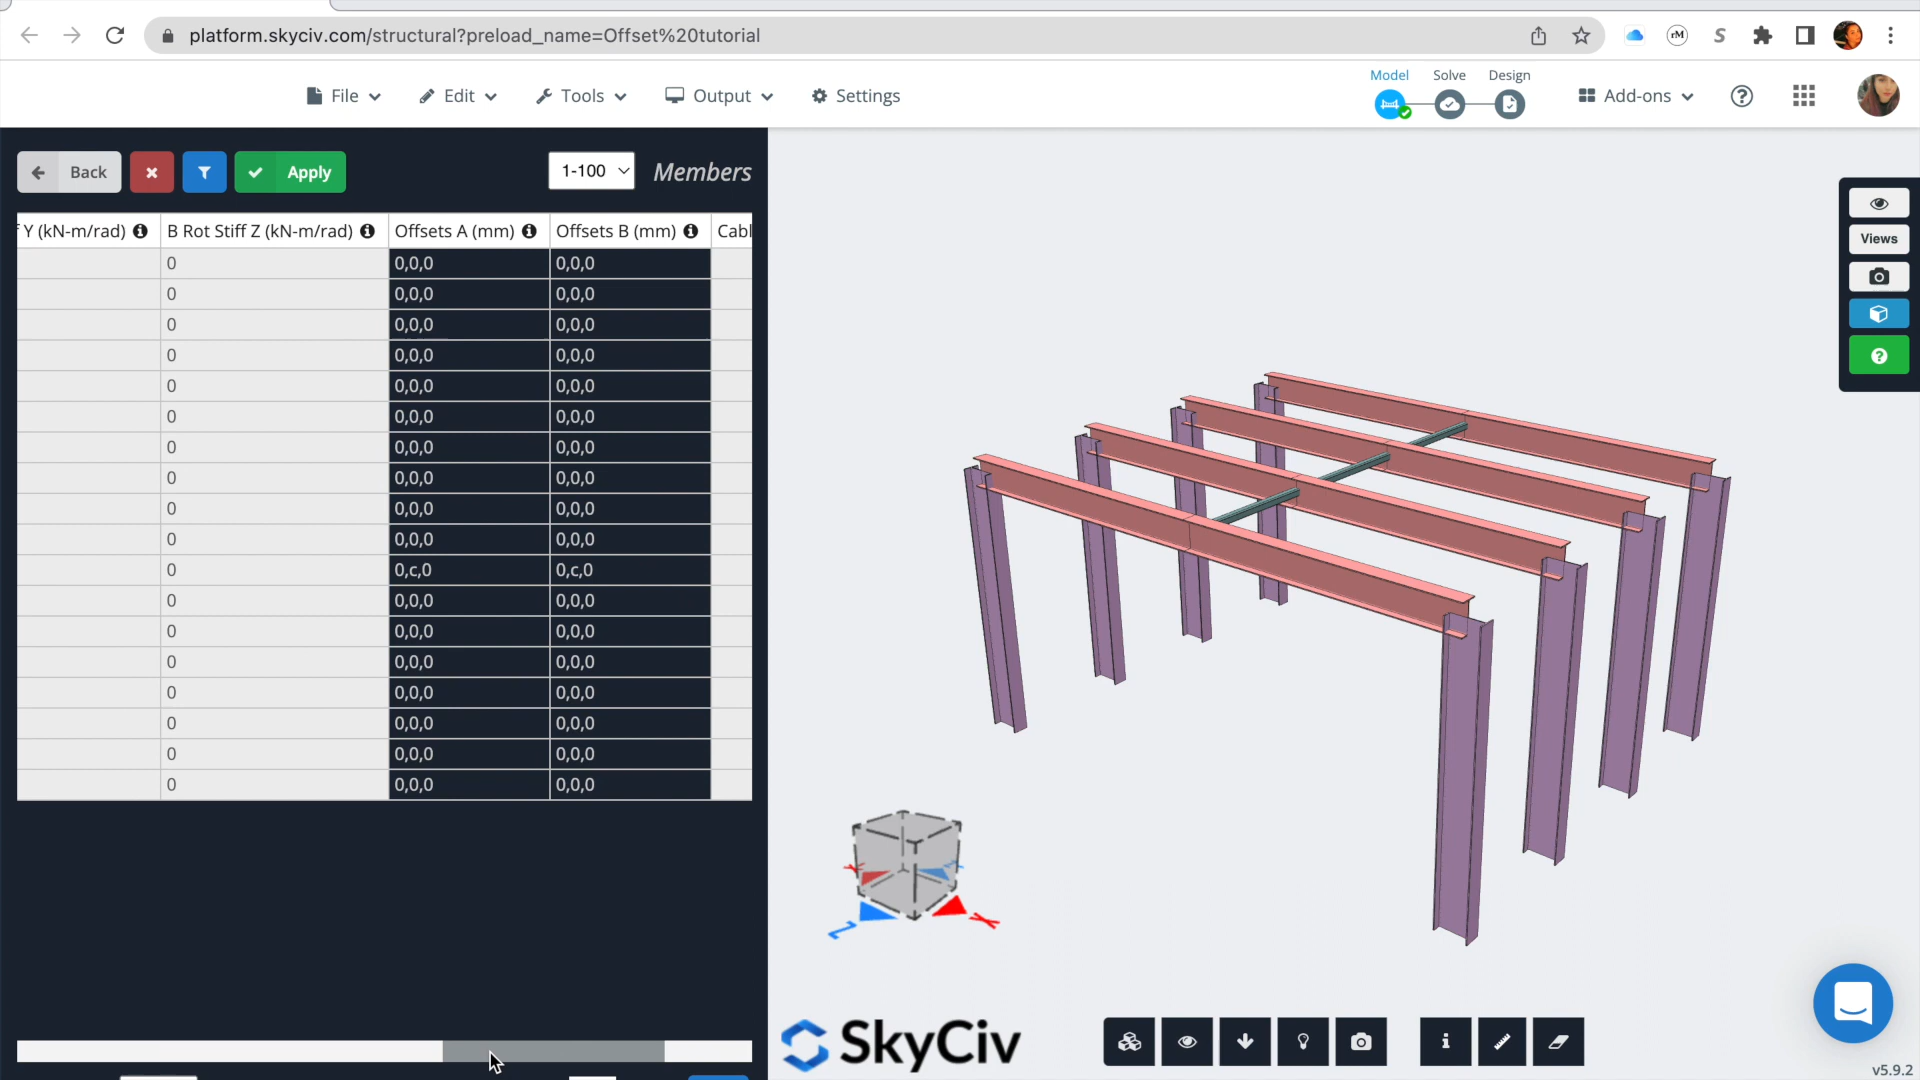 platform.skyciv.com/structural?preload_name=Offset%20tutorial
File Edit Tools Output Settings
Model Solve Design
Add-ons
Back Apply 1-100 Members
Y (kN-m/rad) B Rot Stiff Z (kN-m/rad) Offsets A (mm) Offsets B (mm) Cabl
0 0,0,0 0,0,0
0 0,0,0 0,0,0
0 0,0,0 0,0,0
0 0,0,0 0,0,0
0 0,0,0 0,0,0
0 0,0,0 0,0,0
0 0,0,0 0,0,0
0 0,0,0 0,0,0
0 0,0,0 0,0,0
0 0,0,0 0,0,0
0 0,c,0 0,c,0
0 0,0,0 0,0,0
0 0,0,0 0,0,0
0 0,0,0 0,0,0
0 0,0,0 0,0,0
0 0,0,0 0,0,0
0 0,0,0 0,0,0
0 0,0,0 0,0,0
Views
X
Z
SkyCiv
v5.9.2